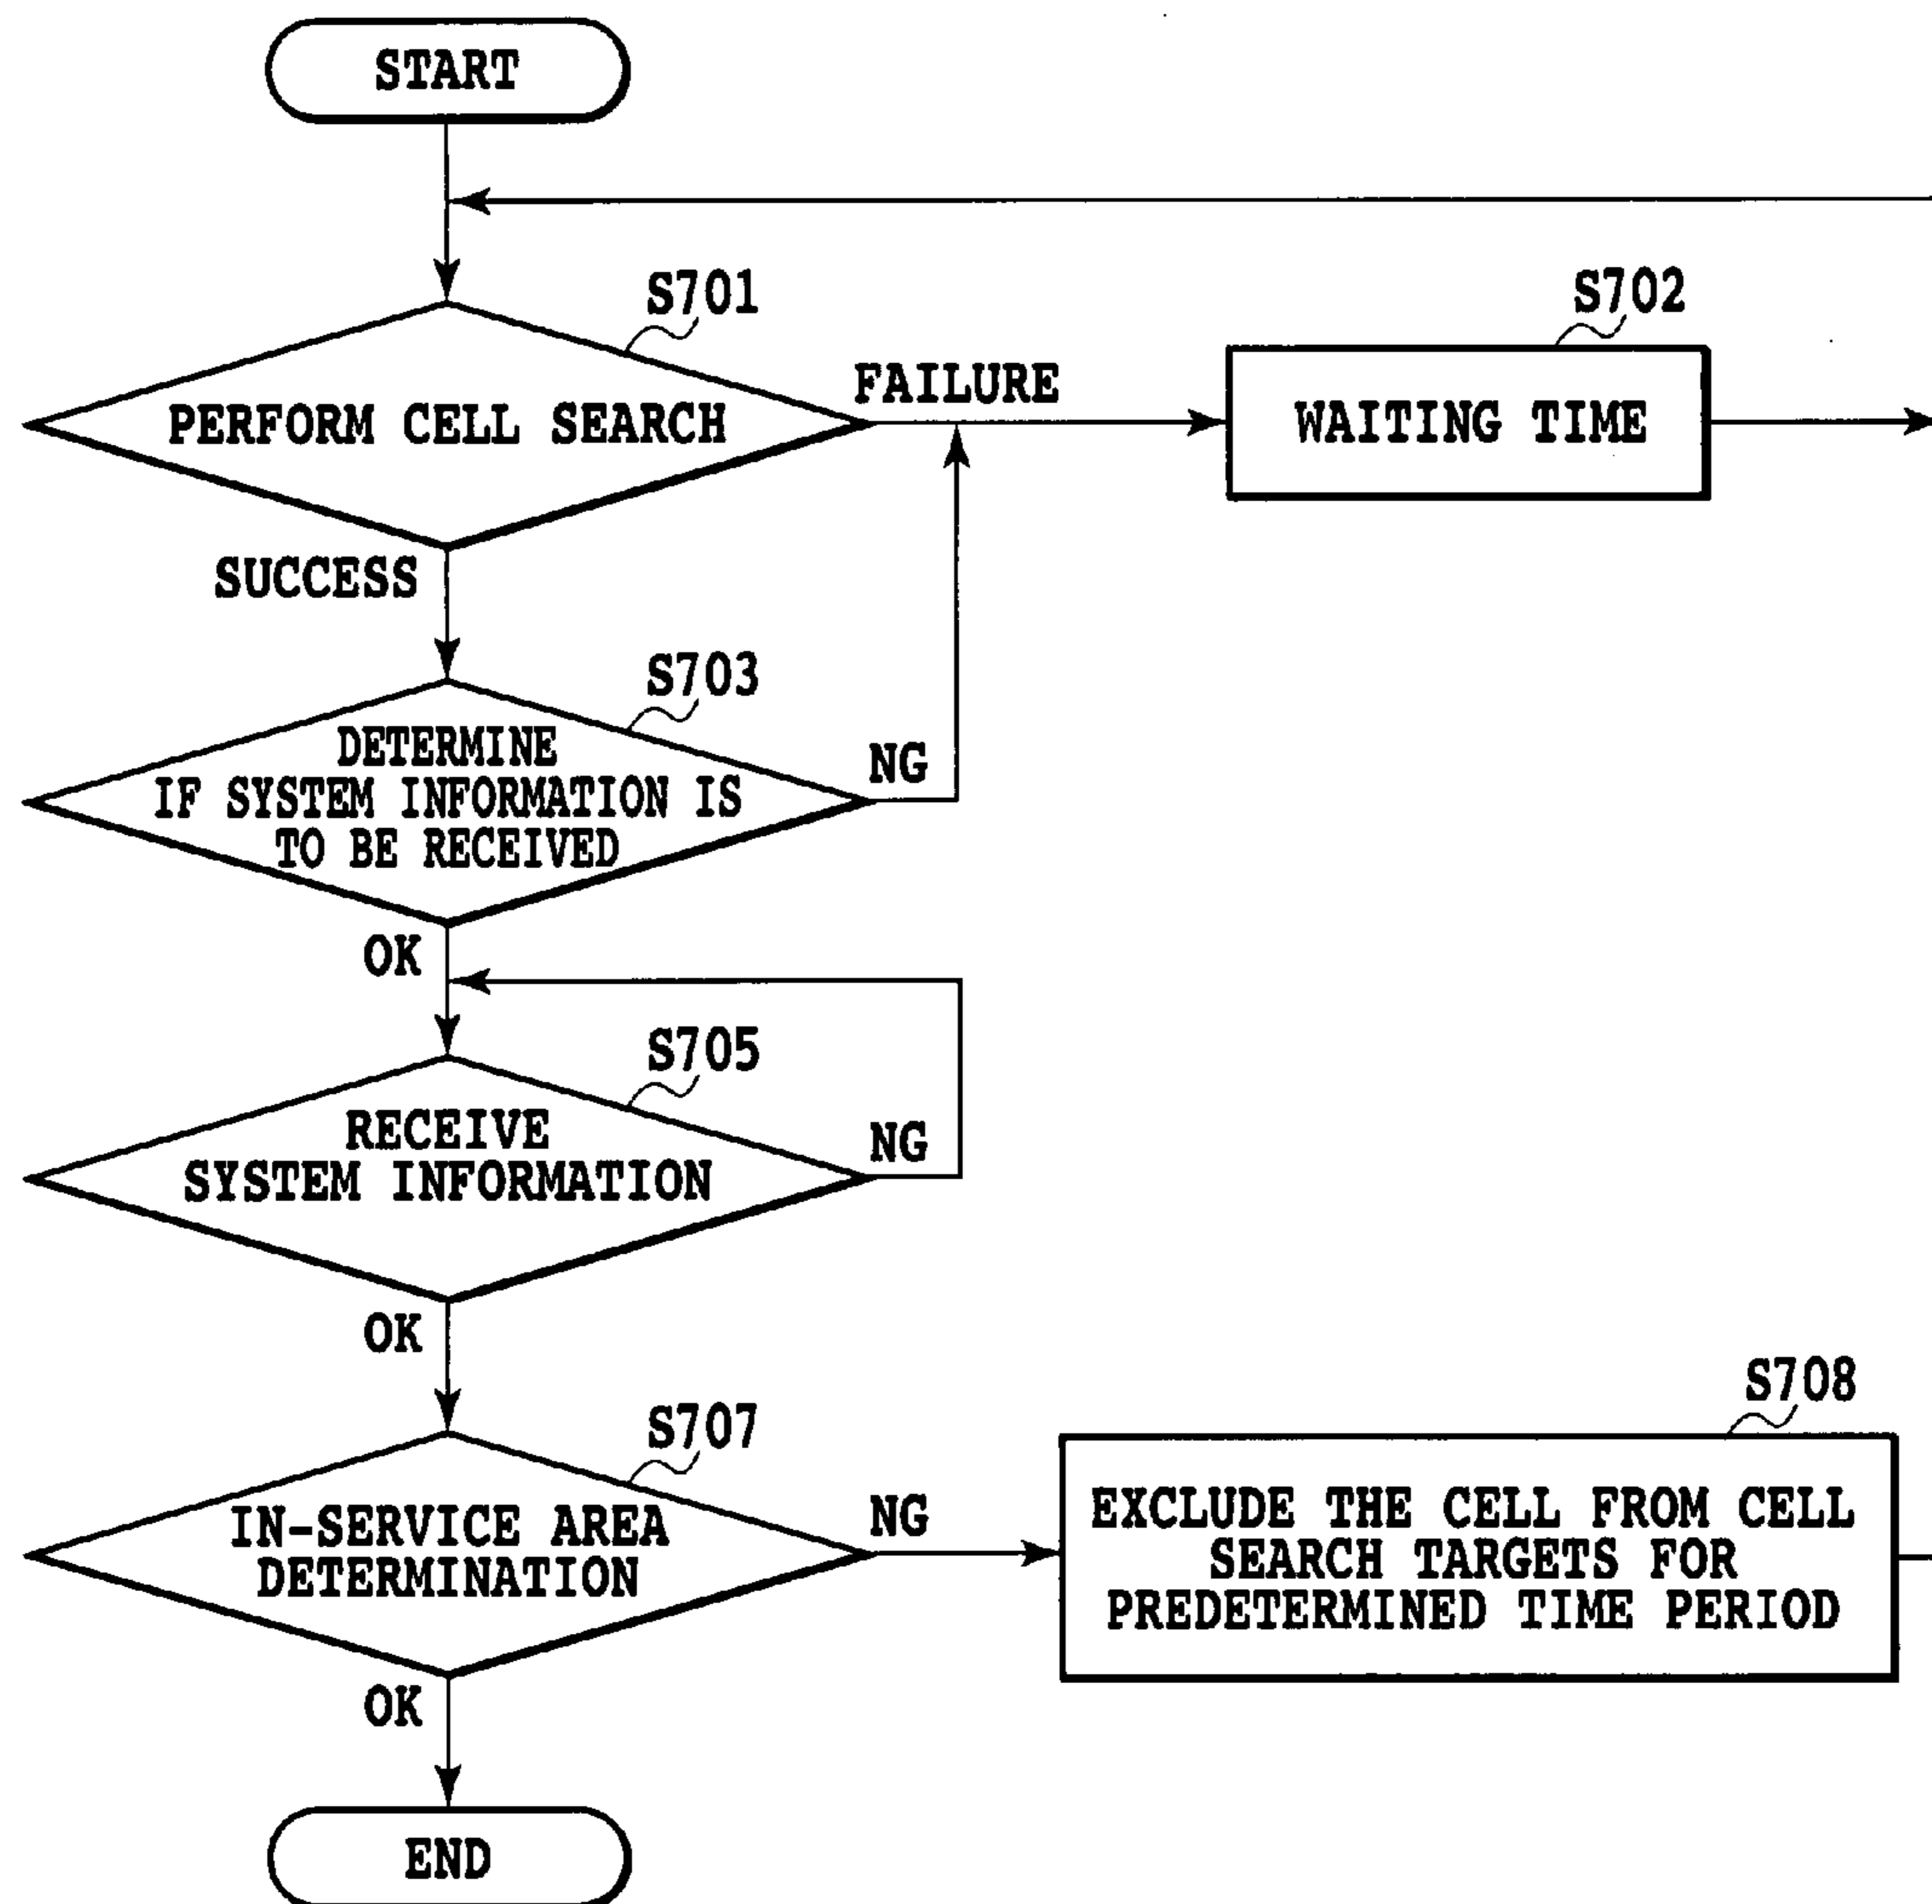 START
S701
S702
PERFORM CELL SEARCH
FAILURE
WAITING TIME
SUCCESS
S703
DETERMINE
IF SYSTEM INFORMATION IS
TO BE RECEIVED
NG
OK
S705
RECEIVE
SYSTEM INFORMATION
NG
OK
S707
S708
IN-SERVICE AREA
DETERMINATION
NG
EXCLUDE THE CELL FROM CELL
SEARCH TARGETS FOR
PREDETERMINED TIME PERIOD
OK
END